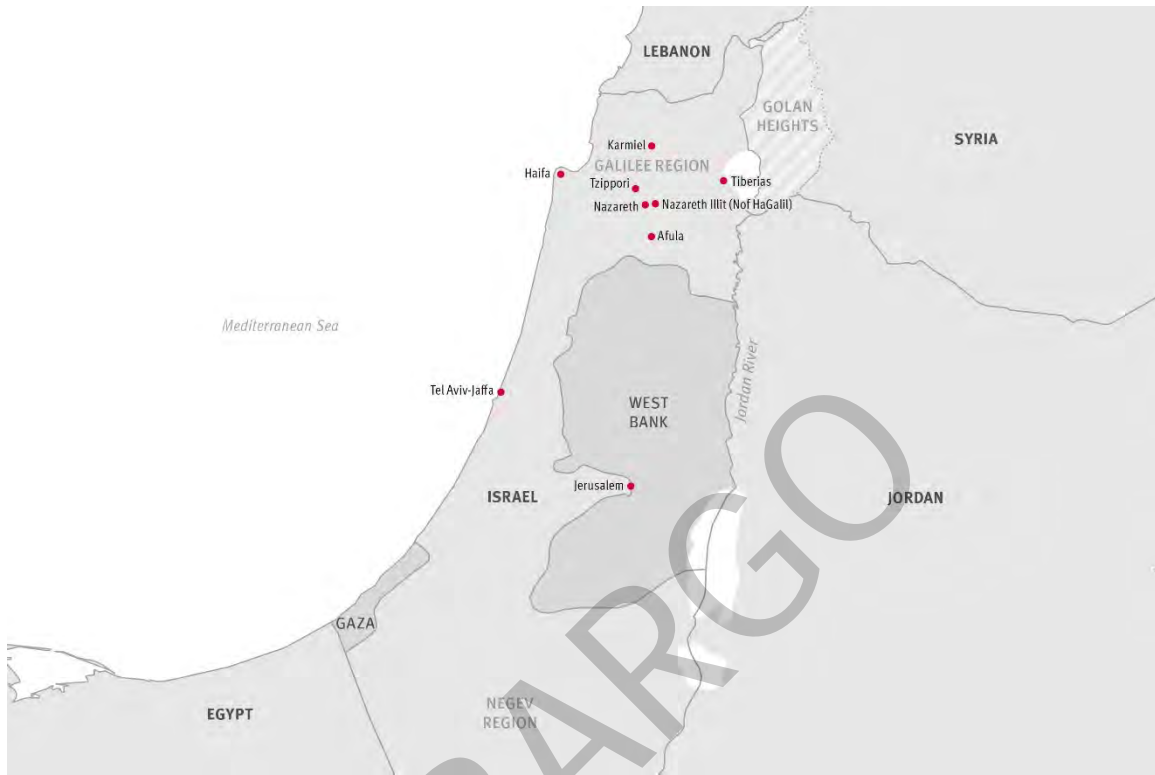 LEBANON
GOLAN
HEIGHTS
SYRIA
Karmiel
GALILEE REGION
Haifa
Tzippori
Tiberias
Nazareth
Nazareth Illit (Nof HaGalil)
Afula
Mediterranean Sea
Jordan River
Tel Aviv-Jaffa
WEST
BANK
Jerusalem
ISRAEL
JORDAN
GAZA
NEGEV
REGION
EGYPT
ARGO